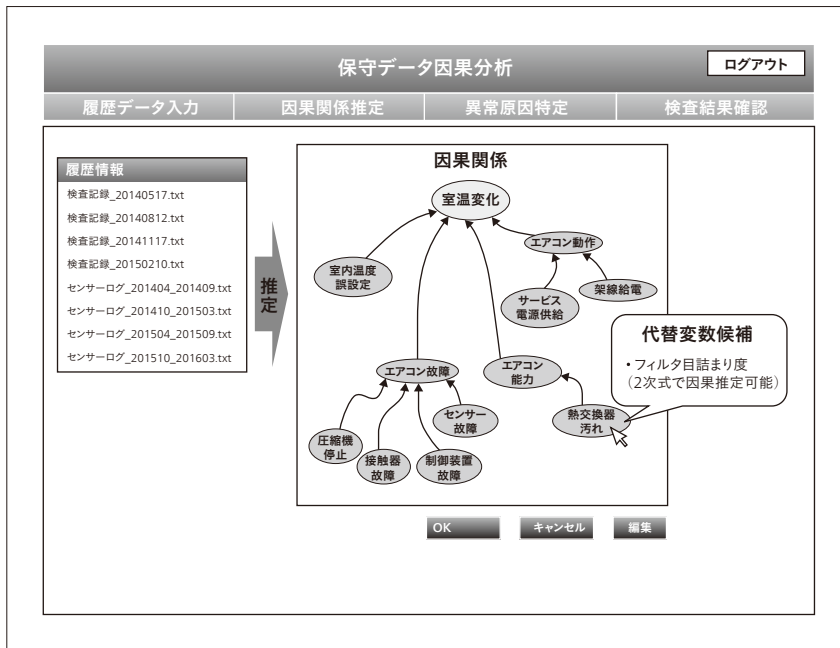 保守データ因果分析
ログアウト
履歴データ入力
因果関係推定
異常原因特定
検査結果確認
履歴情報
検査記録_20140517.txt
検査記録_20140812.txt
検査記録_20141117.txt
検査記録_20150210.txt
センサーログ_201404_201409.txt
センサーログ_201410_201503.txt
センサーログ_201504_201509.txt
センサーログ_201510_201603.txt
推定
因果関係
室温変化
エアコン動作
室内温度
誤設定
サービス
電源供給
架線給電
代替変数候補
・フィルタ目詰まり度
（2次式で因果推定可能）
エアコン故障
エアコン
能力
センサー
故障
熱交換器
汚れ
圧縮機
停止
接触器
故障
制御装置
故障
OK
キャンセル
編集